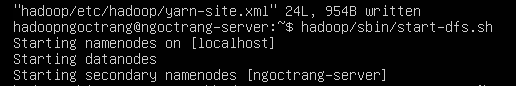 "hadoop/etc/hadoop/yarn-site.xml" 24L, 954B written
hadoopngoctrang@ngoctrang-server:~$ hadoop/sbin/start-dfs.sh
Starting namenodes on [localhost]
Starting datanodes
Starting secondary namenodes [ngoctrang-server]